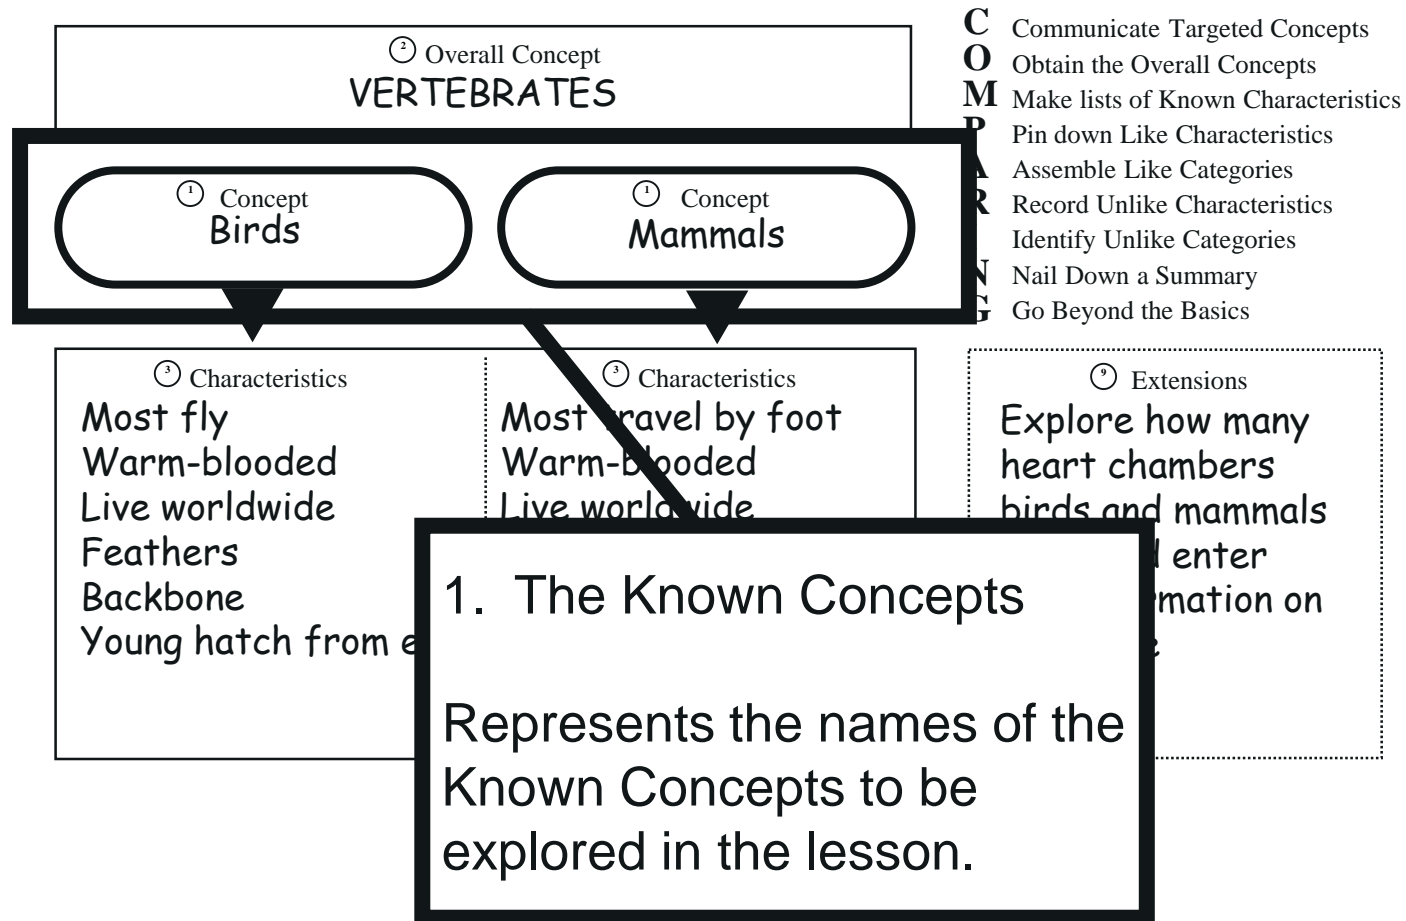 ② Overall Concept
VERTEBRATES
① Concept
Birds
① Concept
Mammals
C Communicate Targeted Concepts
O Obtain the Overall Concepts
M Make lists of Known Characteristics
P Pin down Like Characteristics
A Assemble Like Categories
R Record Unlike Characteristics
Identify Unlike Categories
N Nail Down a Summary
G Go Beyond the Basics
③ Characteristics
Most fly
Warm-blooded
Live worldwide
Feathers
Backbone
Young hatch from
③ Characteristics
Most travel by foot
Warm-blooded
Live worldwide
⑨ Extensions
Explore how many
heart chambers
birds and mammals
enter
on
1. The Known Concepts
Represents the names of the
Known Concepts to be
explored in the lesson.